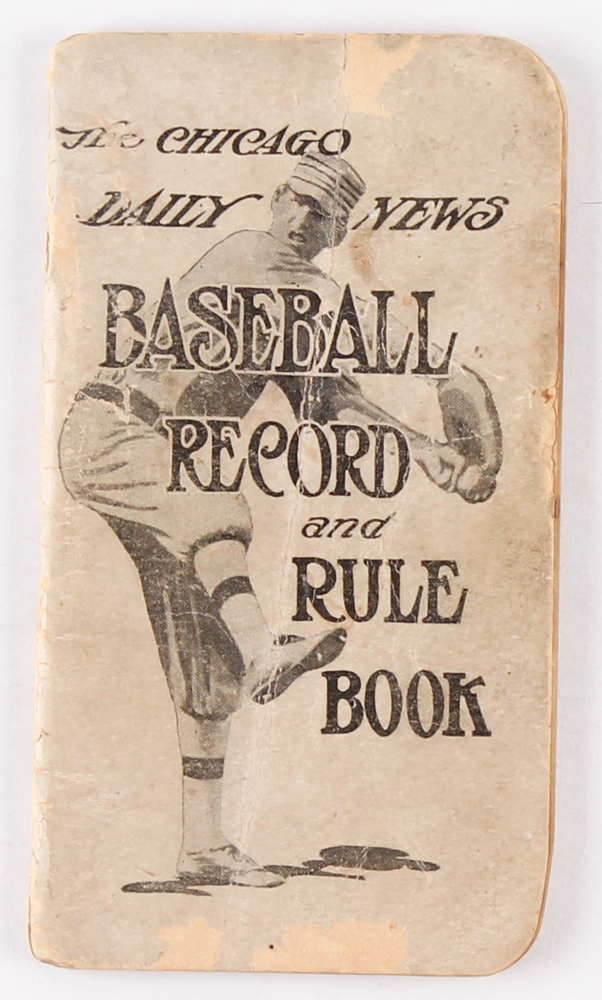 The CHICAGO
DAILY NEWS
BASEBALL
RECORD
and
RULE
BOOK